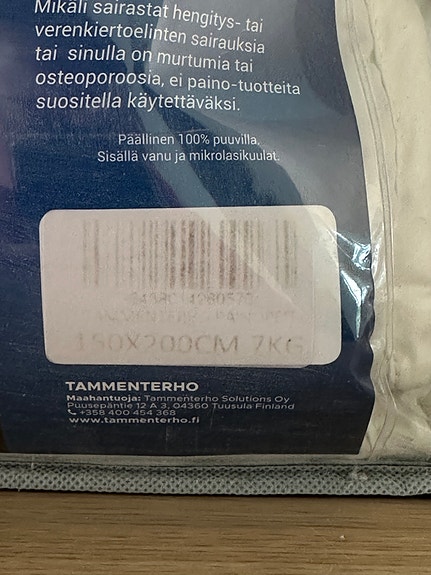 Mikäli sairastat hengitys- tai
verenkiertoelinten sairauksia
tai sinulla on murtumia tai
osteoporoosia, ei paino-tuotteita
suositella käytettäväksi.
Päällinen 100% puuvilla.
Sisällä vanu ja mikrolasikuulat.
150X200CM 7KG
TAMMENTERHO
Maahantuoja: Tammenterho Solutions Oy
Puusepäntie 12 A 3, 04360 Tuusula Finland
+358 400 454 368
www.tammenterho.fi